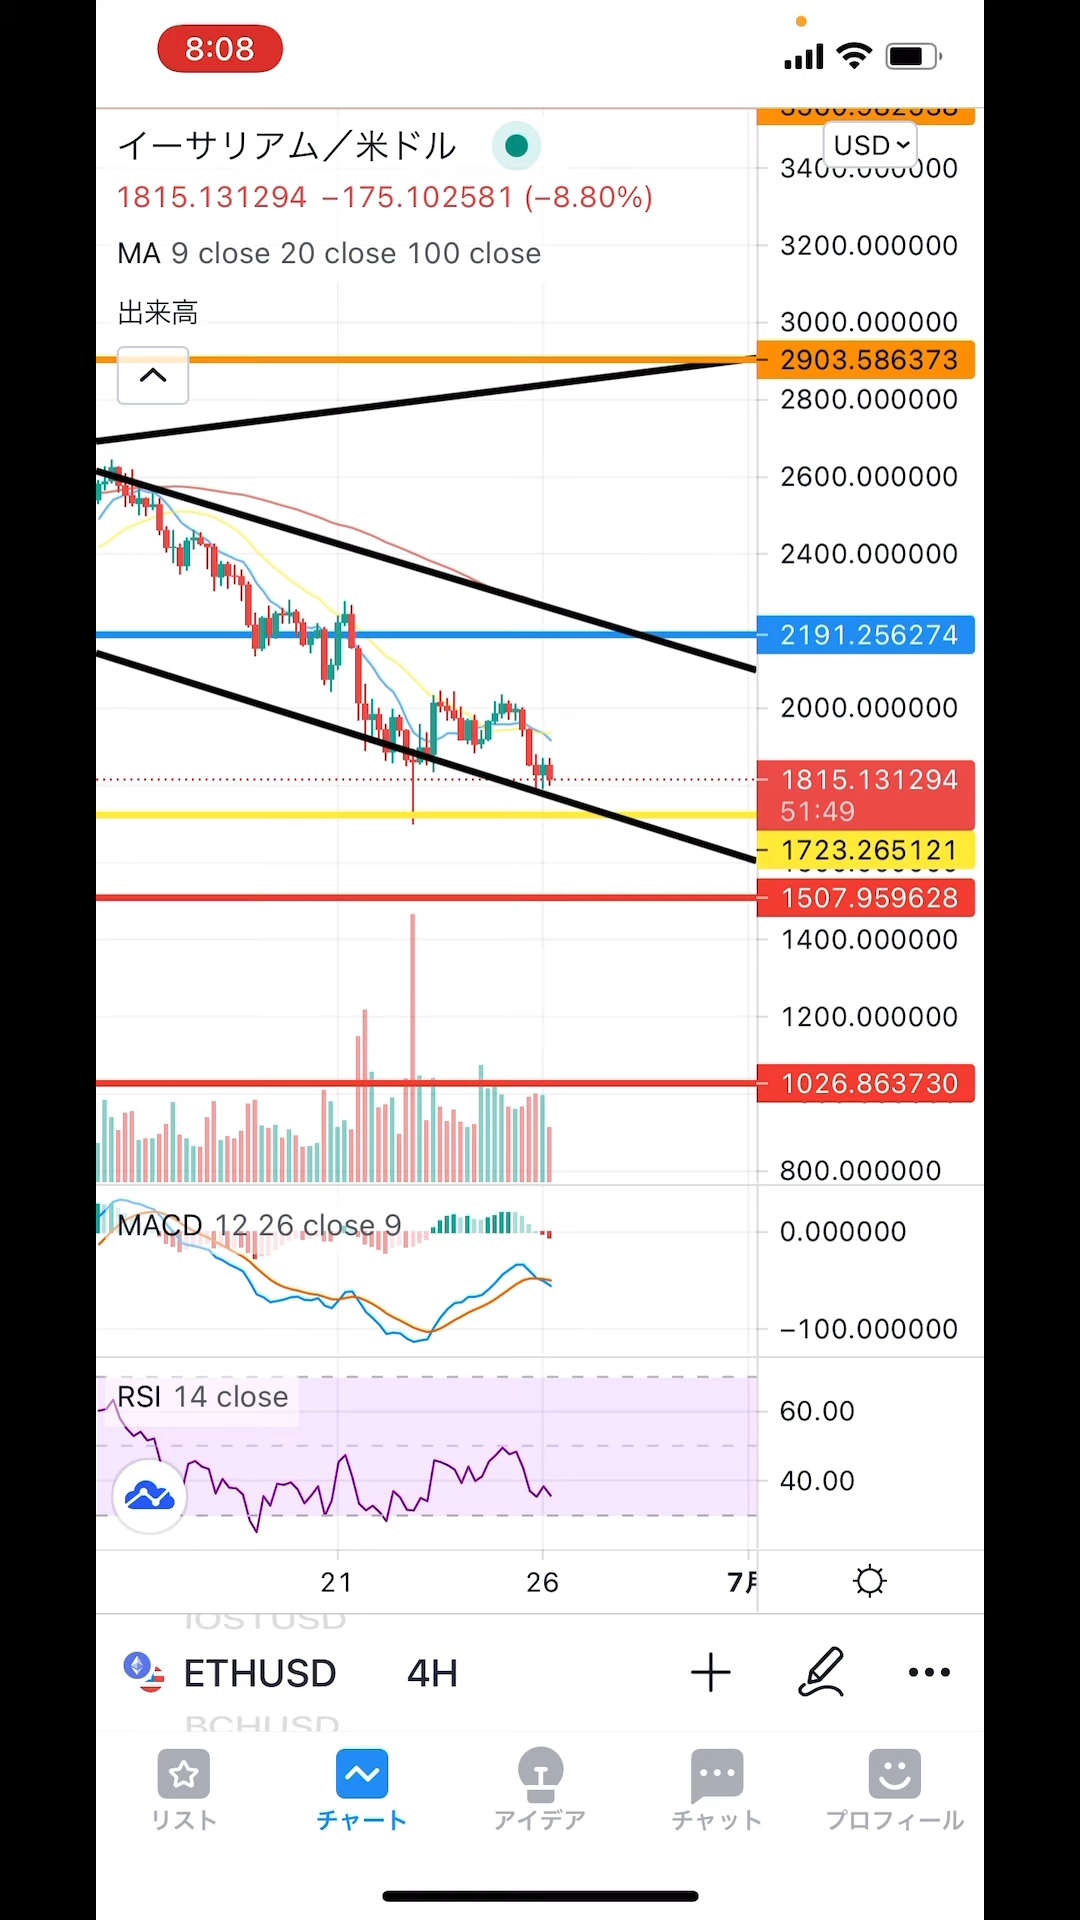 8:08
イーサリアム／米ドル
USD
1815.131294 −175.102581 (−8.80%)
MA 9 close 20 close 100 close
出来高
3400.000000
3200.000000
3000.000000
2903.586373
2800.000000
2600.000000
2400.000000
2191.256274
2000.000000
1815.131294
51:49
1723.265121
1507.959628
1400.000000
1200.000000
1026.863730
800.000000
MACD 12 26 close 9
0.000000
−100.000000
RSI 14 close
60.00
40.00
21
26
7月
IOSTUSD
ETHUSD
4H
BCHUSD
リスト
チャート
アイデア
チャット
プロフィール